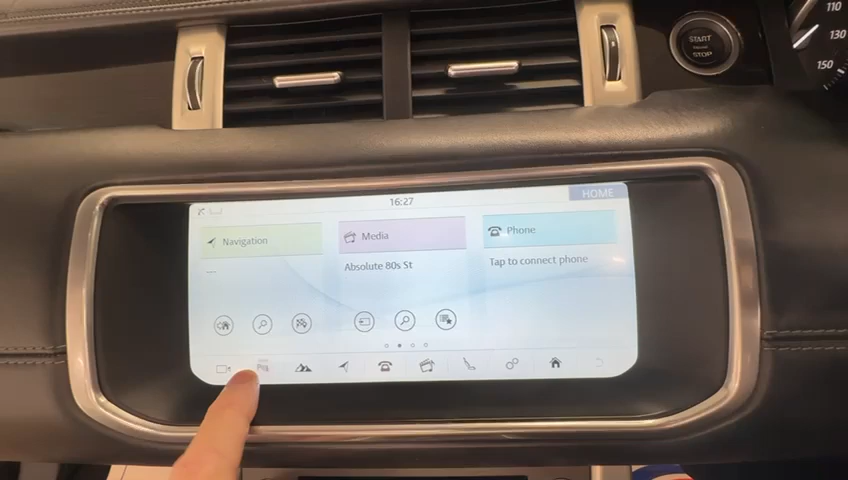 START
STOP
110
130
150
16:27
HOME
Navigation
Media
Phone
Absolute 80s St
Tap to connect phone